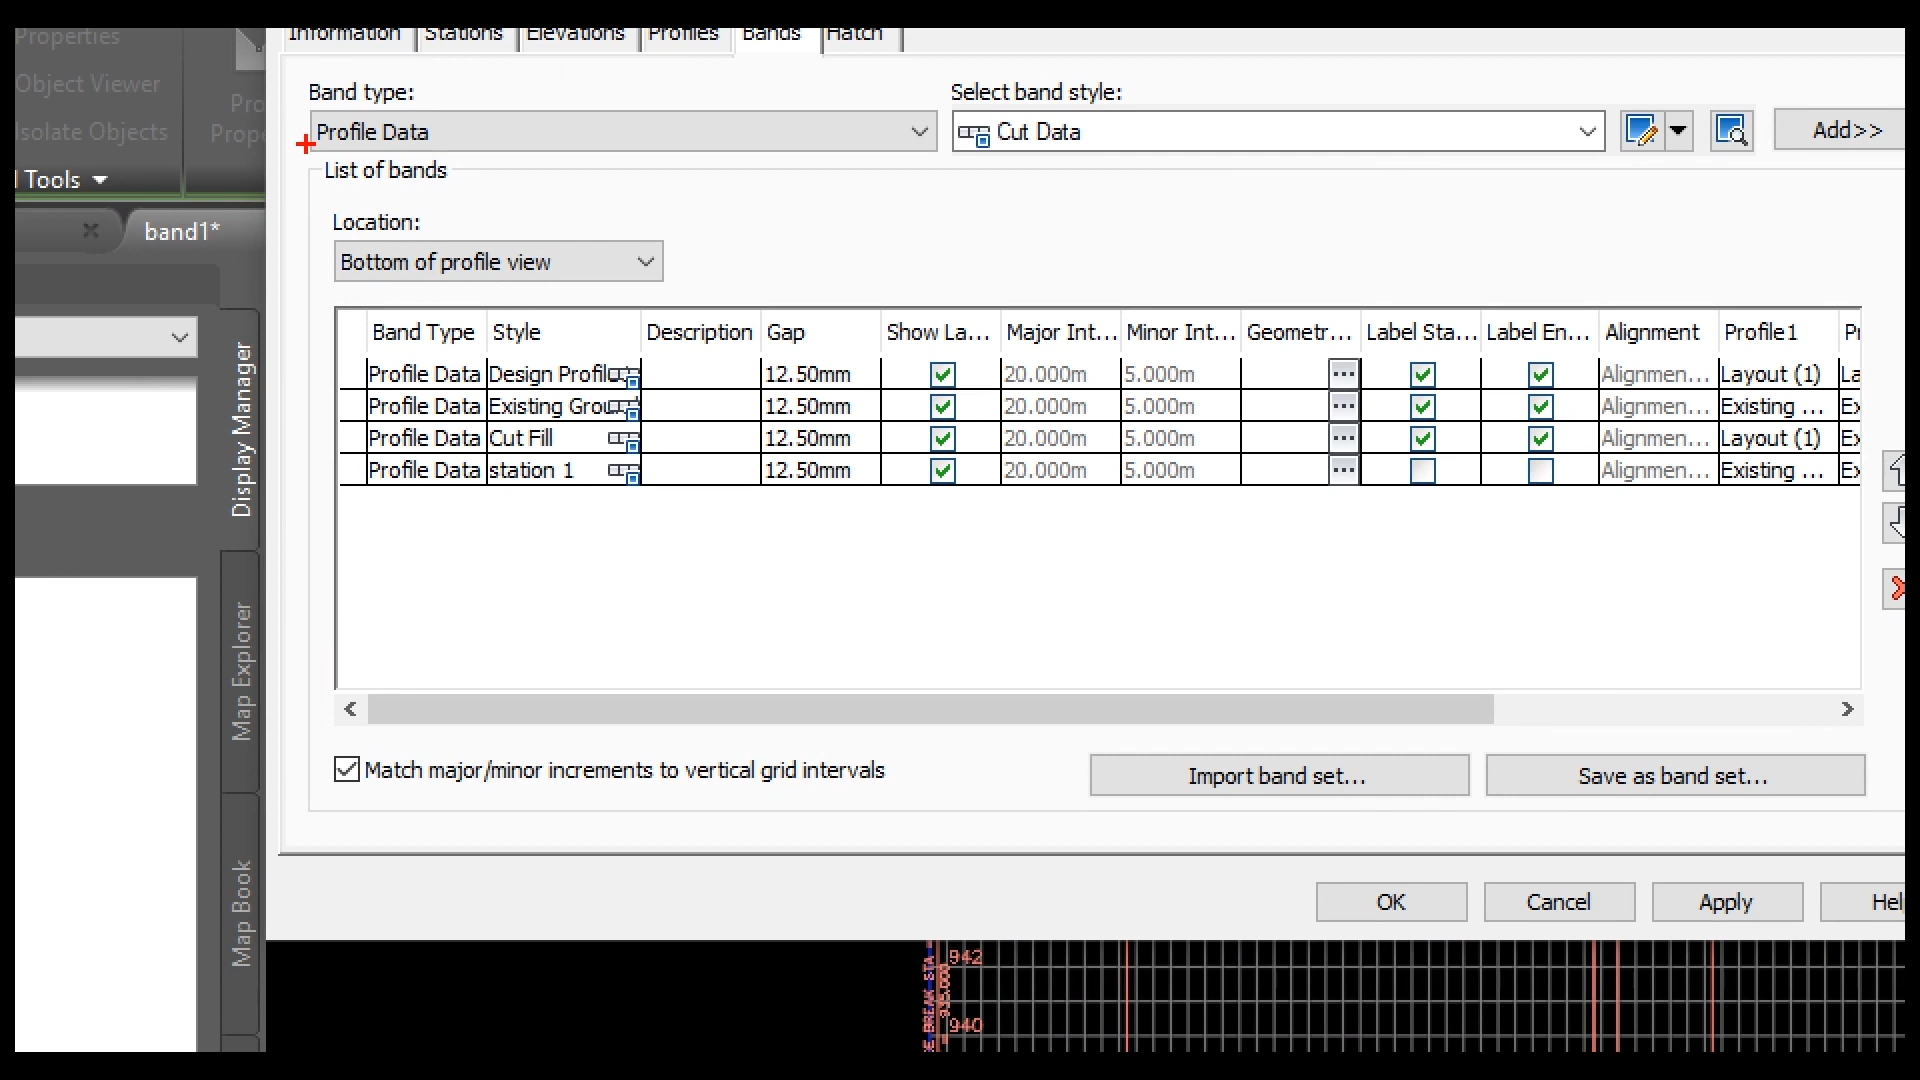 Properties
Object Viewer
Isolate Objects
Tools
band1*
Display Manager
Map Explorer
Map Book
Information Stations Elevations Profiles Bands Hatch
Band type:
Profile Data
Select band style:
Cut Data
Add>>
List of bands
Location:
Bottom of profile view
Band Type Style Description Gap Show La... Major Int... Minor Int... Geometr... Label Sta... Label En... Alignment Profile1
Profile Data Design Profile 12.50mm 20.000m 5.000m ... Alignmen... Layout (1)
Profile Data Existing Grou 12.50mm 20.000m 5.000m ... Alignmen... Existing ...
Profile Data Cut Fill 12.50mm 20.000m 5.000m ... Alignmen... Layout (1)
Profile Data station 1 12.50mm 20.000m 5.000m ... Alignmen... Existing ...
Match major/minor increments to vertical grid intervals
Import band set...
Save as band set...
OK
Cancel
Apply
942
940
BREAK STA